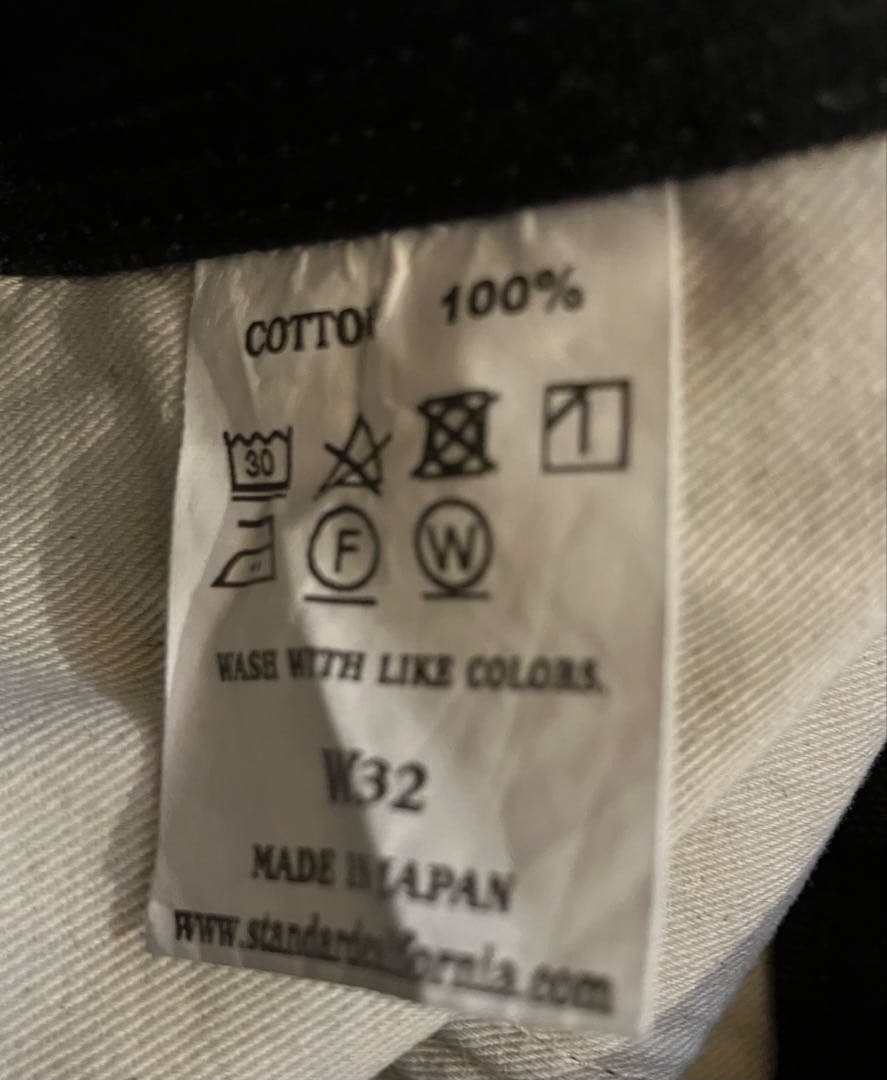 COTTON 100%
30
F W
WASH WITH LIKE COLORS.
W32
MADE IN JAPAN
www.standardcalifornia.com